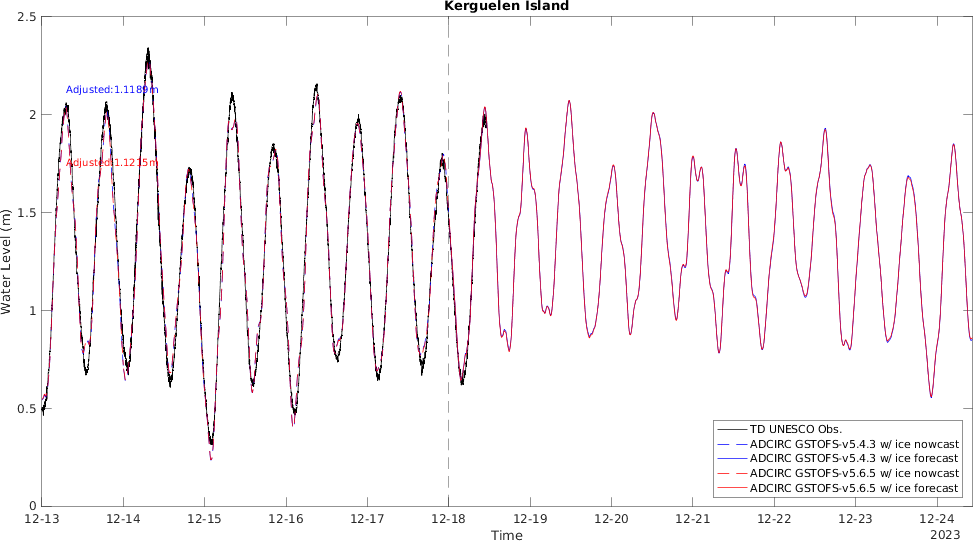 Kerguelen Island
2.5
Adjusted:1.1189m
2
Adjusted:1.1215m
1.5
Water Level (m)
1
0.5
TD UNESCO Obs.
ADCIRC GSTOFS-v5.4.3 w/ ice nowcast
ADCIRC GSTOFS-v5.4.3 w/ ice forecast
ADCIRC GSTOFS-v5.6.5 w/ ice nowcast
ADCIRC GSTOFS-v5.6.5 w/ ice forecast
0
12-13 12-14 12-15 12-16 12-17 12-18 12-19 12-20 12-21 12-22 12-23 12-24
Time
2023